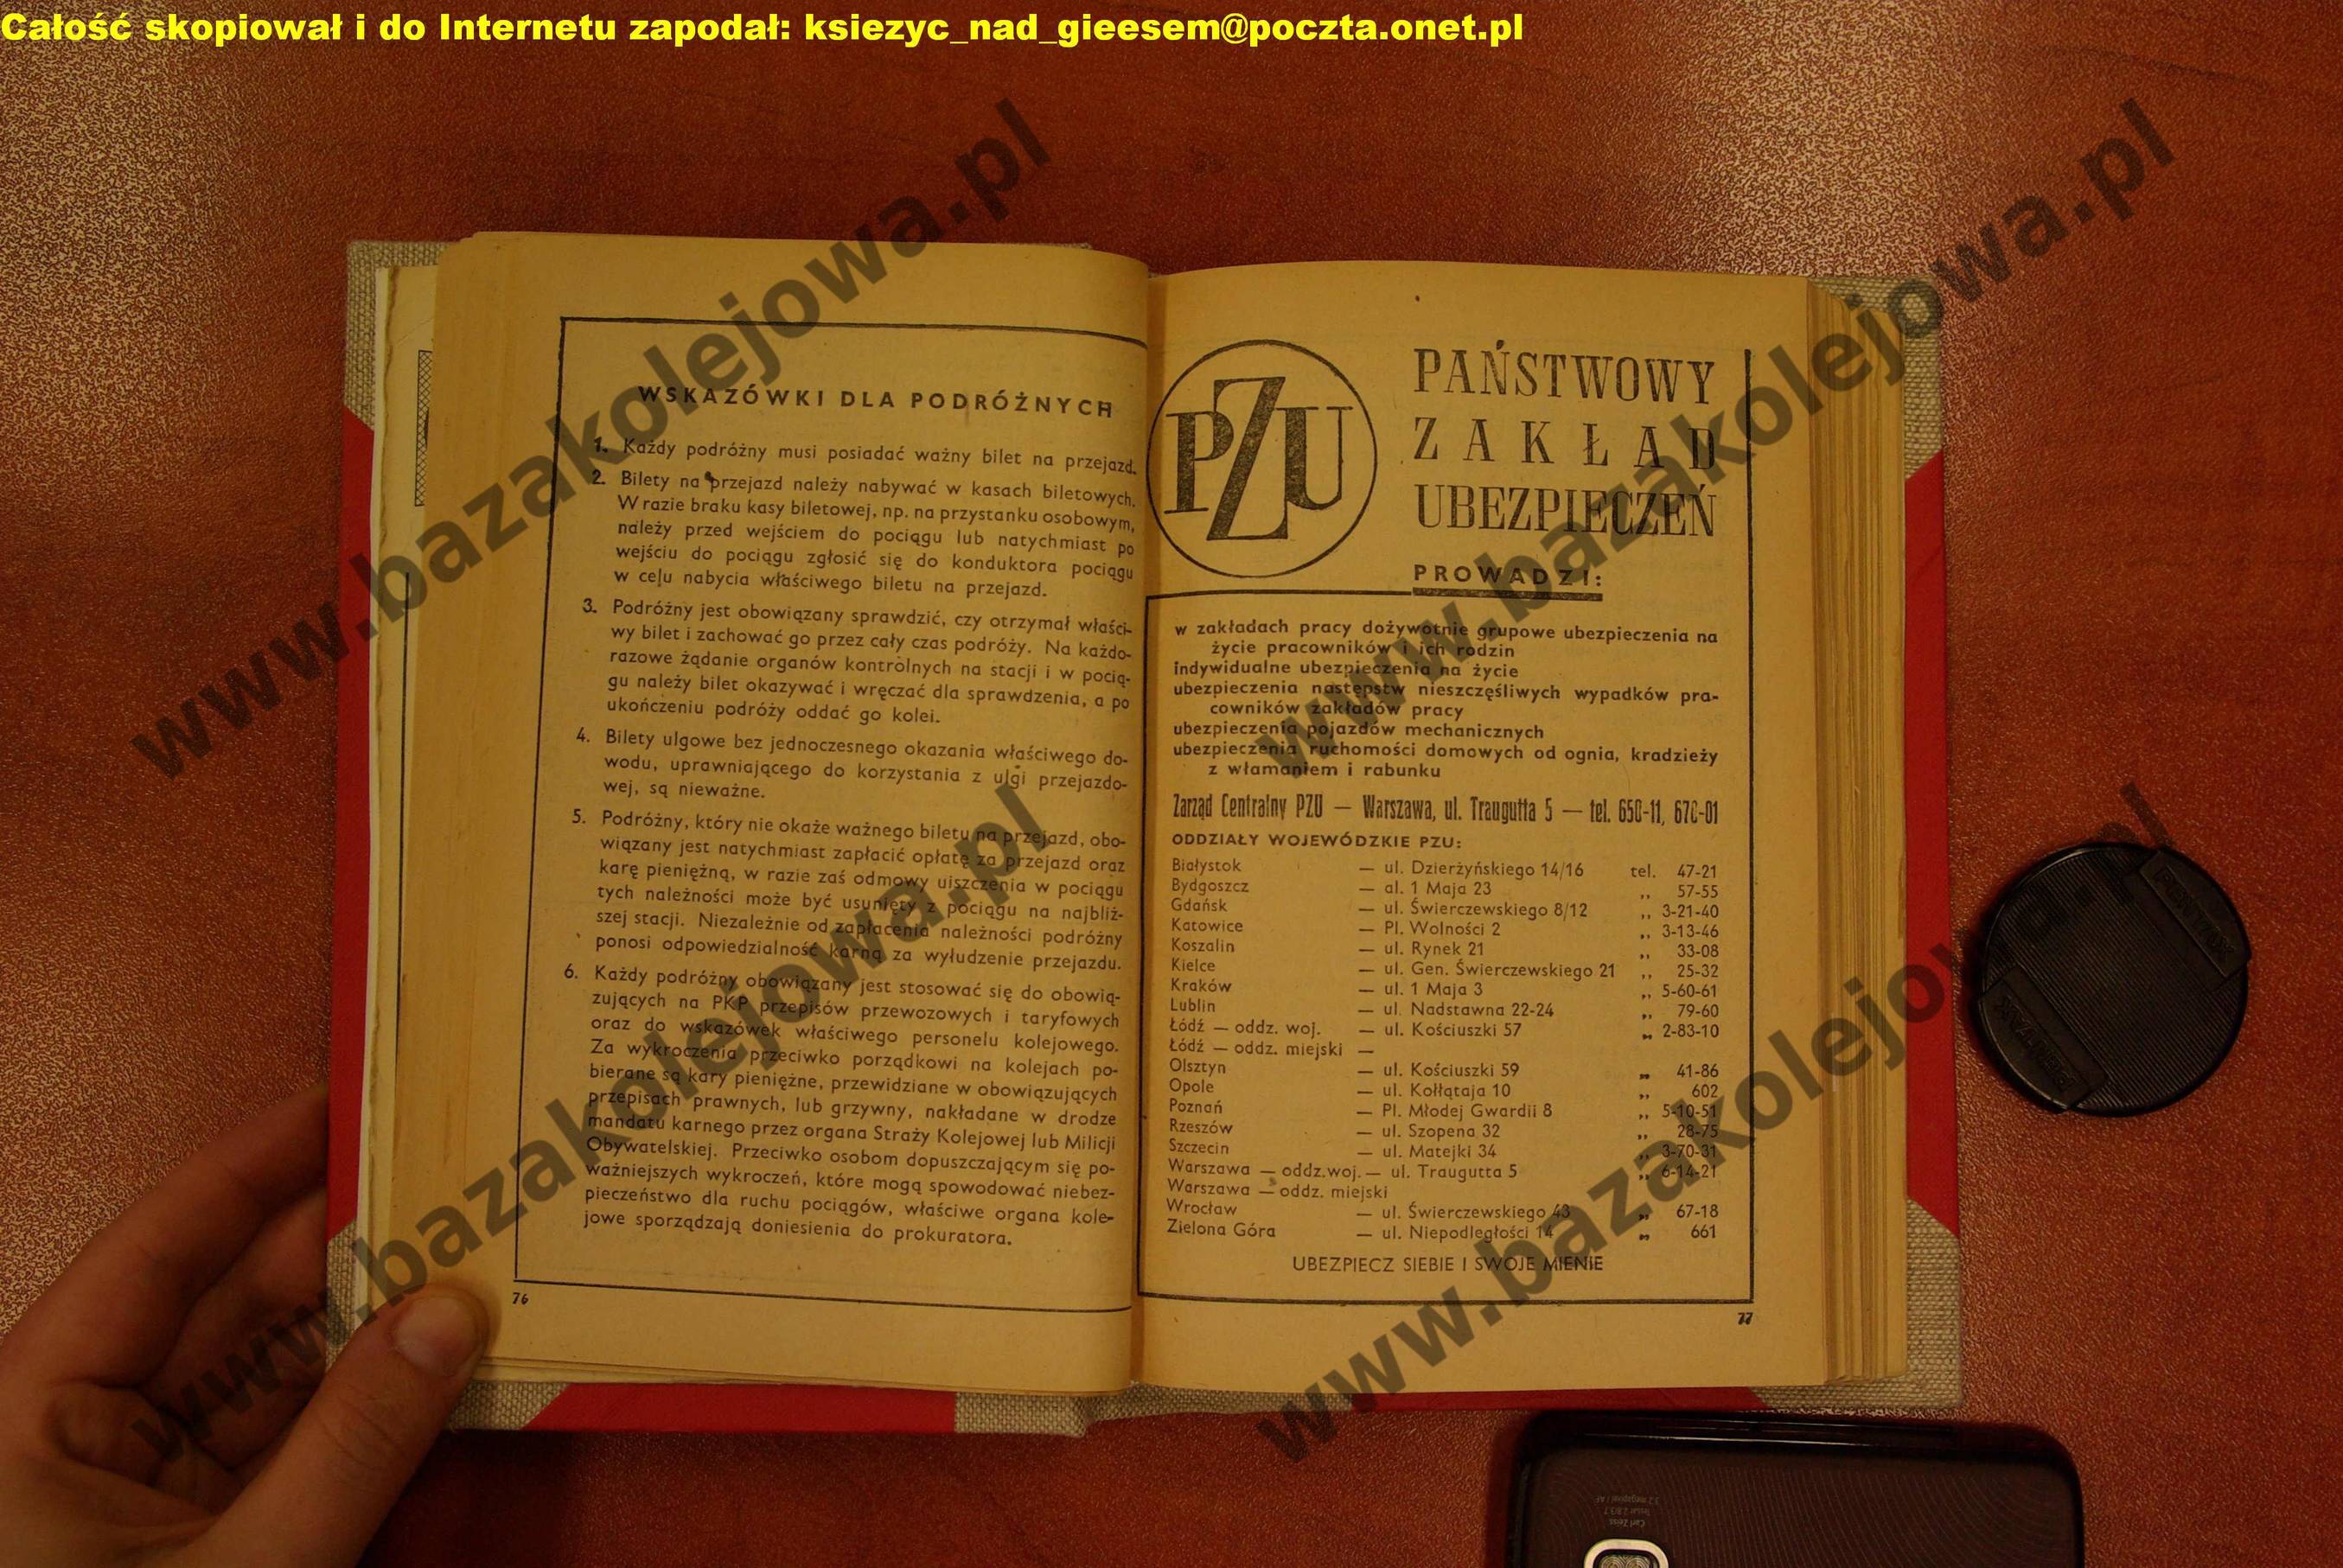 Całość skopiował i do Internetu zapodał: ksiezyc_nad_gieesem@poczta.onet.pl
WSKAZÓWKI DLA PODRÓŻNYCH
1. Każdy podróżny musi posiadać ważny bilet na przejazd.
2. Bilety na przejazd należy nabywać w kasach biletowych.
W razie braku kasy biletowej, np. na przystanku osobowym,
należy przed wejściem do pociągu lub natychmiast po
wejściu do pociągu zgłosić się do konduktora pociągu
w celu nabycia właściwego biletu na przejazd.
3. Podróżny jest obowiązany sprawdzić, czy otrzymał właści-
wy bilet i zachować go przez cały czas podróży. Na każdo-
razowe żądanie organów kontrolnych na stacji i w pocią-
gu należy bilet okazywać i wręczać dla sprawdzenia, a po
ukończeniu podróży oddać go kolei.
4. Bilety ulgowe bez jednoczesnego okazania właściwego do-
wodu, uprawniającego do korzystania z ulgi przejazdo-
wej, są nieważne.
5. Podróżny, który nie okaże ważnego biletu na przejazd, obo-
wiązany jest natychmiast zapłacić opłatę za przejazd oraz
karę pieniężną, w razie zaś odmowy uiszczenia w pociągu
tych należności może być usunięty z pociągu na najbliż-
szej stacji. Niezależnie od zapłacenia należności podróżny
ponosi odpowiedzialność karną za wyłudzenie przejazdu.
6. Każdy podróżny obowiązany jest stosować się do obowią-
zujących na PKP przepisów przewozowych i taryfowych
oraz do wskazówek właściwego personelu kolejowego.
Za wykroczenia przeciwko porządkowi na kolejach po-
bierane są kary pieniężne, przewidziane w obowiązujących
przepisach prawnych, lub grzywny, nakładane w drodze
mandatu karnego przez organa Straży Kolejowej lub Milicji
Obywatelskiej. Przeciwko osobom dopuszczającym się po-
ważniejszych wykroczeń, które mogą spowodować niebez-
pieczeństwo dla ruchu pociągów, właściwe organa kole-
jowe sporządzają doniesienia do prokuratora.
76
PZU
PAŃSTWOWY
ZAKŁAD
UBEZPIECZEŃ
PROWADZI:
w zakładach pracy dożywotnie grupowe ubezpieczenia na
życie pracowników i ich rodzin
indywidualne ubezpieczenia na życie
ubezpieczenia następstw nieszczęśliwych wypadków pra-
cowników zakładów pracy
ubezpieczenia pojazdów mechanicznych
ubezpieczenia ruchomości domowych od ognia, kradzieży
z włamaniem i rabunku
Zarząd Centralny PZU — Warszawa, ul. Traugutta 5 — tel. 650-11, 670-01
ODDZIAŁY WOJEWÓDZKIE PZU:
Białystok — ul. Dzierżyńskiego 14/16 tel. 47-21
Bydgoszcz — al. 1 Maja 23 „ 57-55
Gdańsk — ul. Świerczewskiego 8/12 „ 3-21-40
Katowice — Pl. Wolności 2 „ 3-13-46
Koszalin — ul. Rynek 21 „ 33-08
Kielce — ul. Gen. Świerczewskiego 21 „ 25-32
Kraków — ul. 1 Maja 3 „ 5-60-61
Lublin — ul. Nadstawna 22-24 „ 79-60
Łódź — oddz. woj. — ul. Kościuszki 57 „ 2-83-10
Łódź — oddz. miejski —
Olsztyn — ul. Kościuszki 59 „ 41-86
Opole — ul. Kołłątaja 10 „ 602
Poznań — Pl. Młodej Gwardii 8 „ 5-10-51
Rzeszów — ul. Szopena 32 „ 28-75
Szczecin — ul. Matejki 34 „ 3-70-31
Warszawa — oddz.woj. — ul. Traugutta 5 „ 6-14-21
Warszawa — oddz. miejski
Wrocław — ul. Świerczewskiego 43 „ 67-18
Zielona Góra — ul. Niepodległości 14 „ 661
UBEZPIECZ SIEBIE I SWOJE MIENIE
77
www.bazakolejowa.pl
www.bazakolejowa.pl
www.bazakolejowa.pl
www.bazakolejowa.pl
PENTAX
PENTAX
Carl Zeiss
Tessar 2.8/3.7
3.2 megapixel / AF